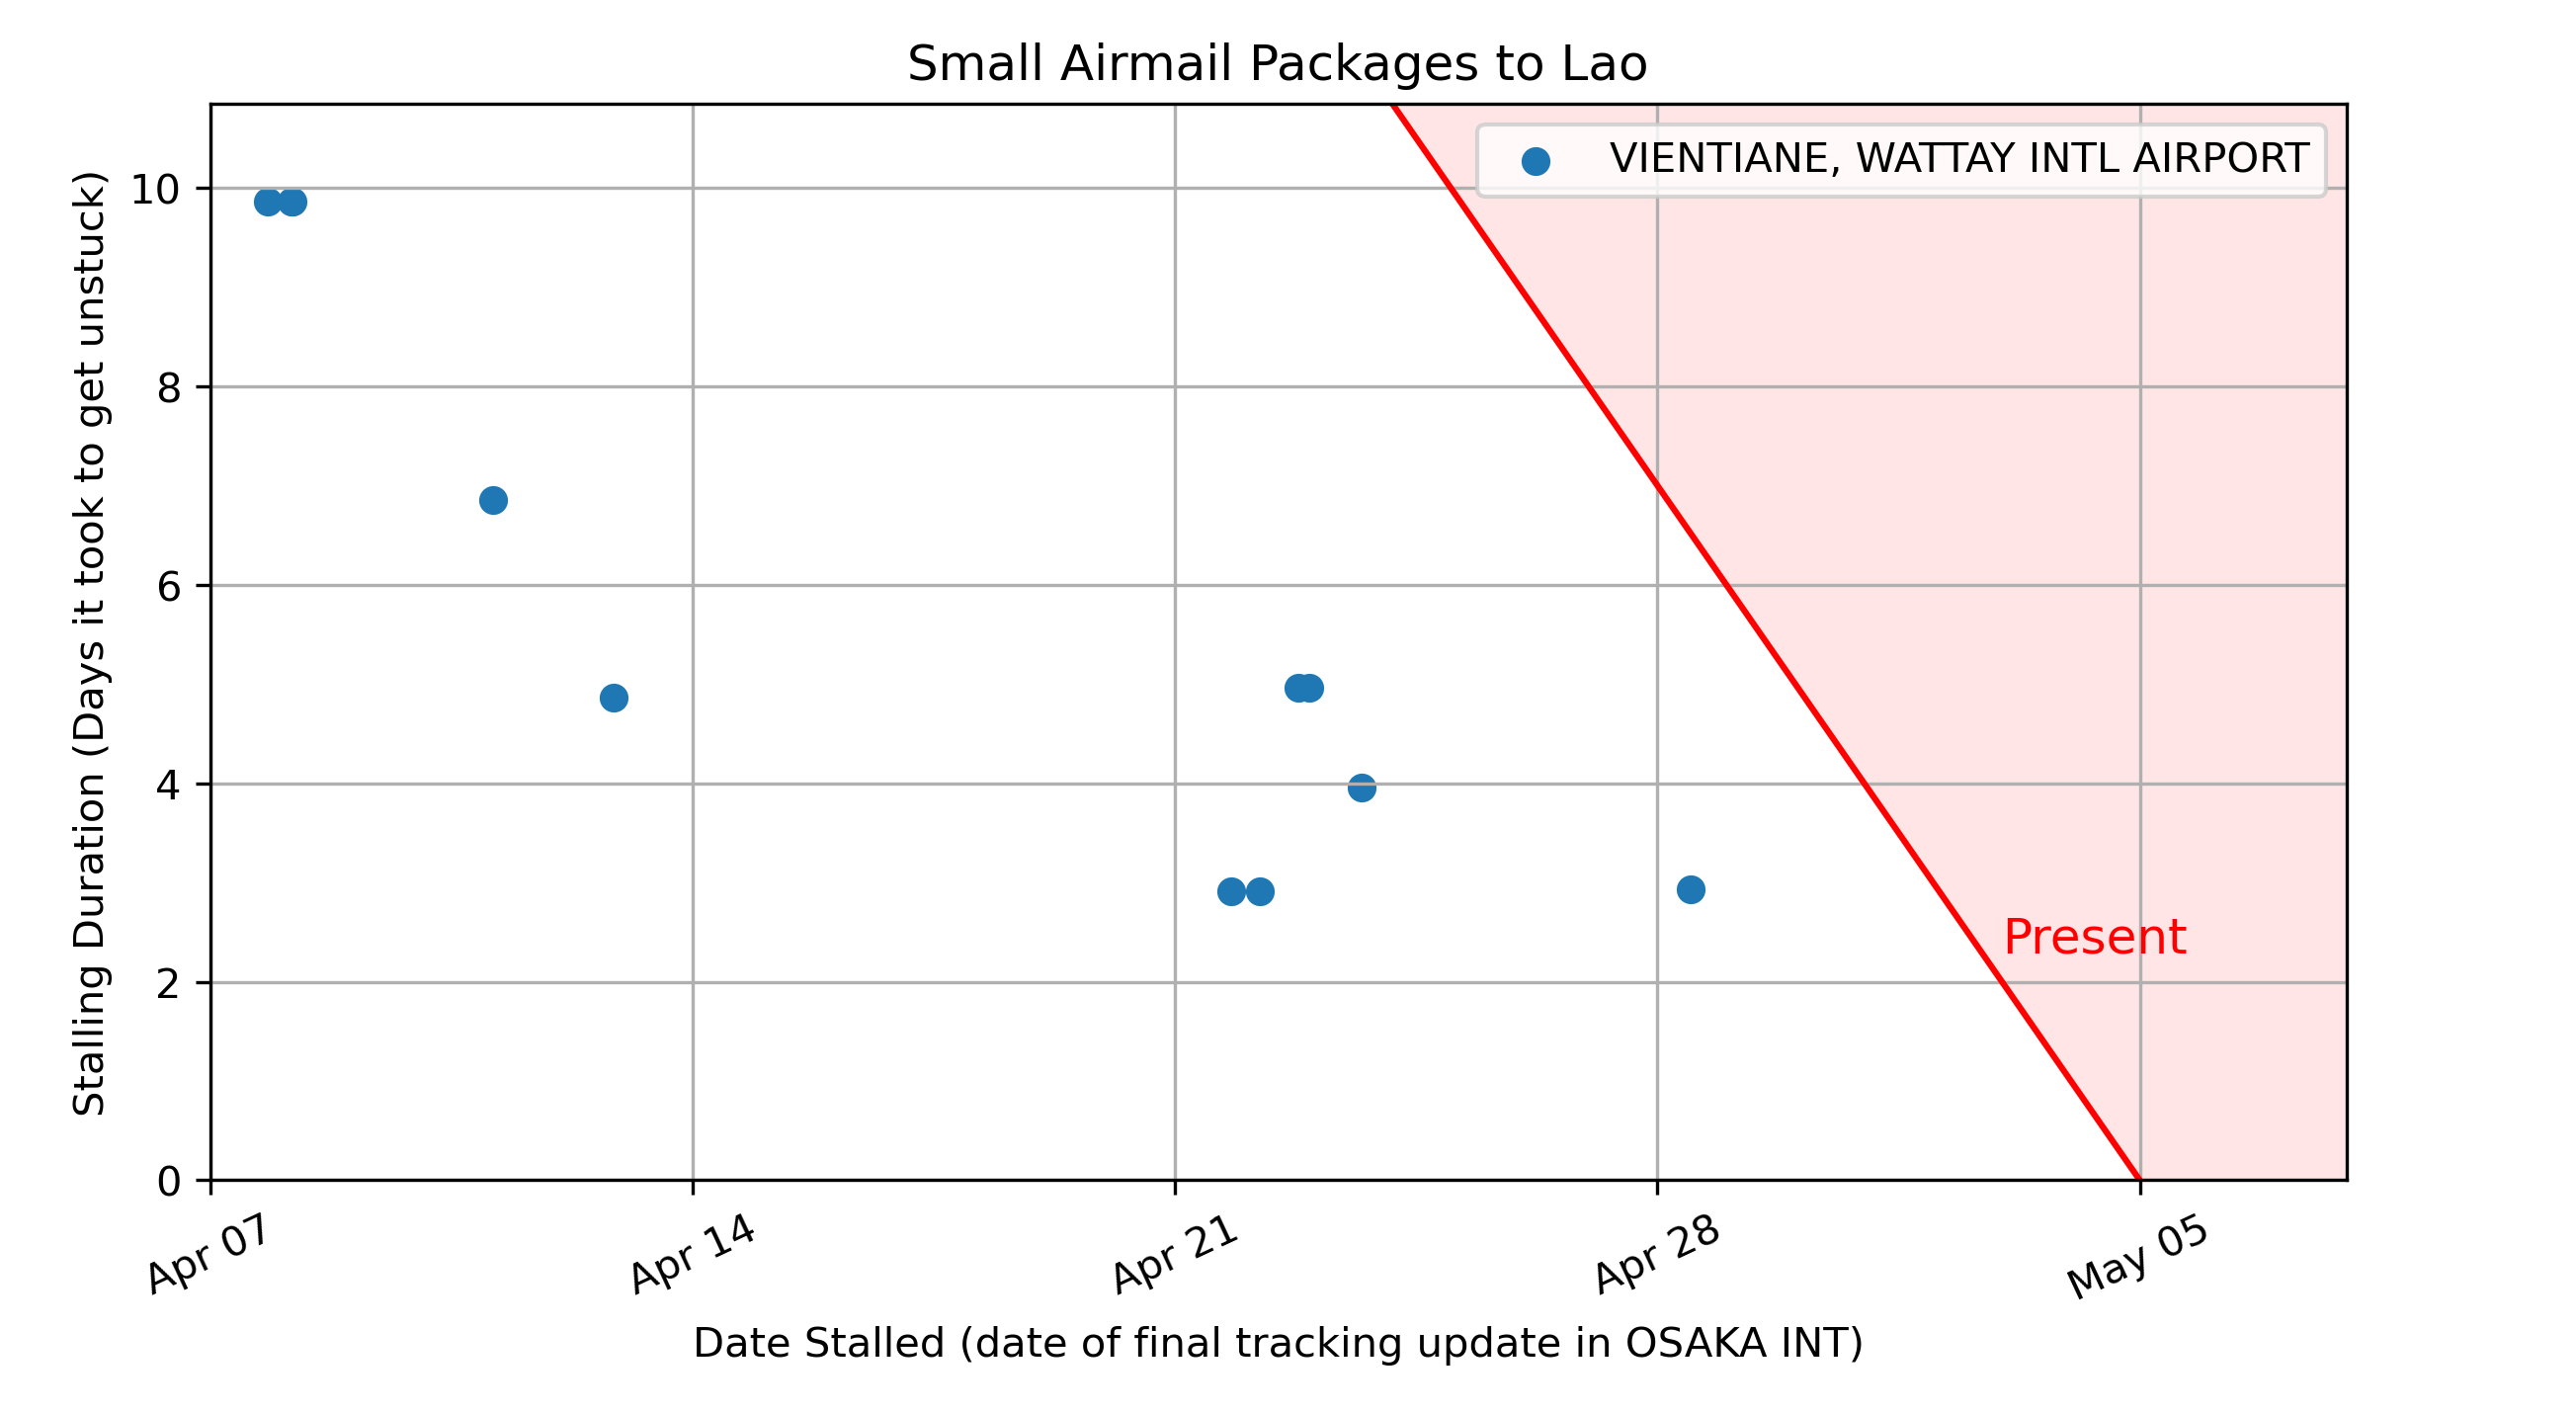 Small Airmail Packages to Lao
VIENTIANE, WATTAY INTL AIRPORT
Stalling Duration (Days it took to get unstuck)
10
8
6
4
2
0
Present
Apr 07
Apr 14
Apr 21
Apr 28
May 05
Date Stalled (date of final tracking update in OSAKA INT)